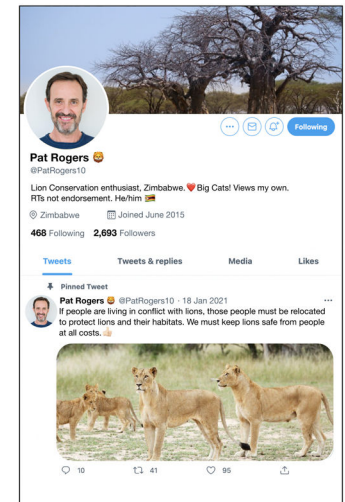 Following
Pat Rogers 🦁
@PatRogers10
Lion Conservation enthusiast, Zimbabwe.❤️Big Cats! Views my own.
RTs not endorsement. He/him 🇿🇼
Zimbabwe Joined June 2015
468 Following 2,693 Followers
Tweets Tweets & replies Media Likes
Pinned Tweet
Pat Rogers 🦁 @PatRogers10 · 18 Jan 2021
If people are living in conflict with lions, those people must be relocated
to protect lions and their habitats. We must keep lions safe from people
at all costs.👍🏻
10 41 95